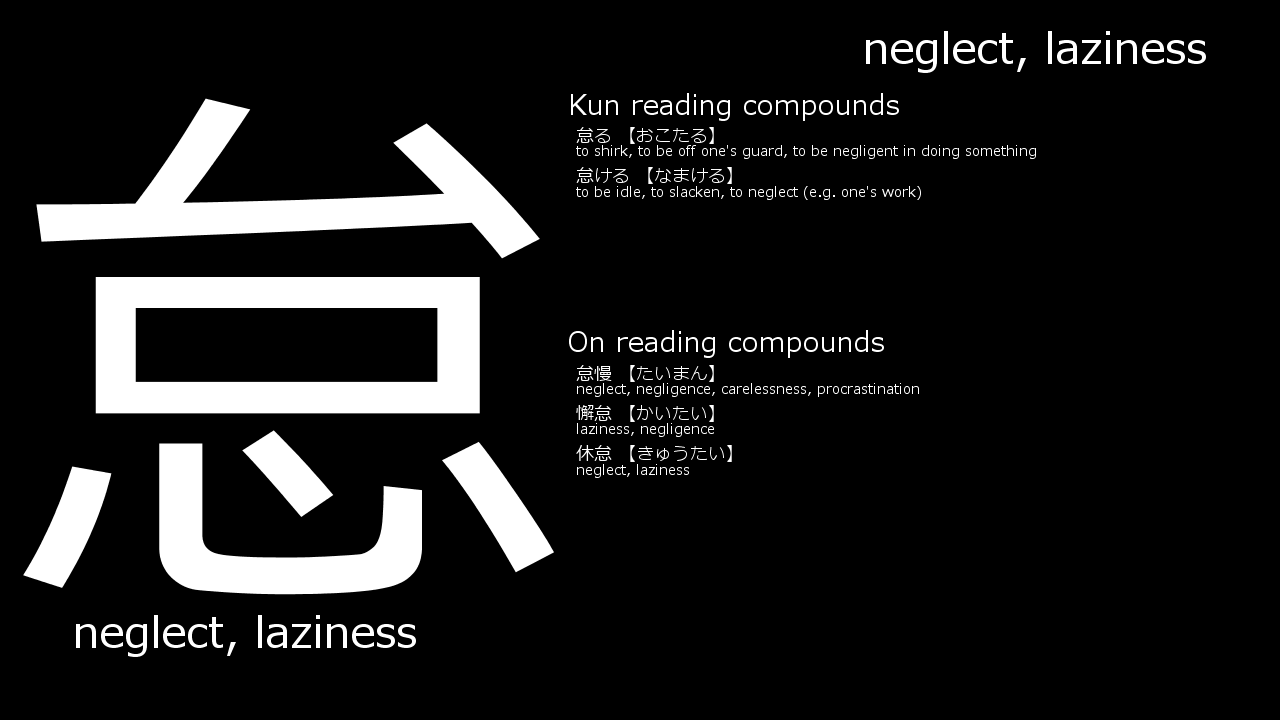 neglect, laziness
怠
neglect, laziness
Kun reading compounds
怠る 【おこたる】
to shirk, to be off one's guard, to be negligent in doing something
怠ける 【なまける】
to be idle, to slacken, to neglect (e.g. one's work)
On reading compounds
怠慢 【たいまん】
neglect, negligence, carelessness, procrastination
懈怠 【かいたい】
laziness, negligence
休怠 【きゅうたい】
neglect, laziness